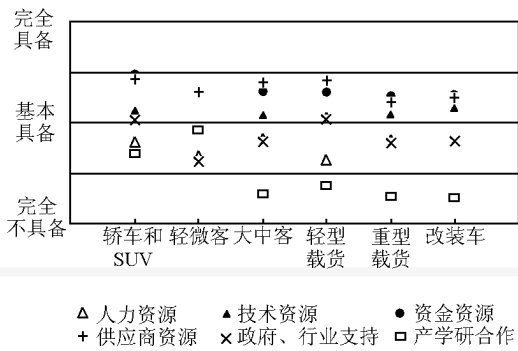 完全
具备
基本
具备
完全
不具备
轿车和 轻微客 大中客 轻型 重型 改装车
SUV 载货 载货
△ 人力资源 ▲ 技术资源 ● 资金资源
+ 供应商资源 × 政府、行业支持 □ 产学研合作